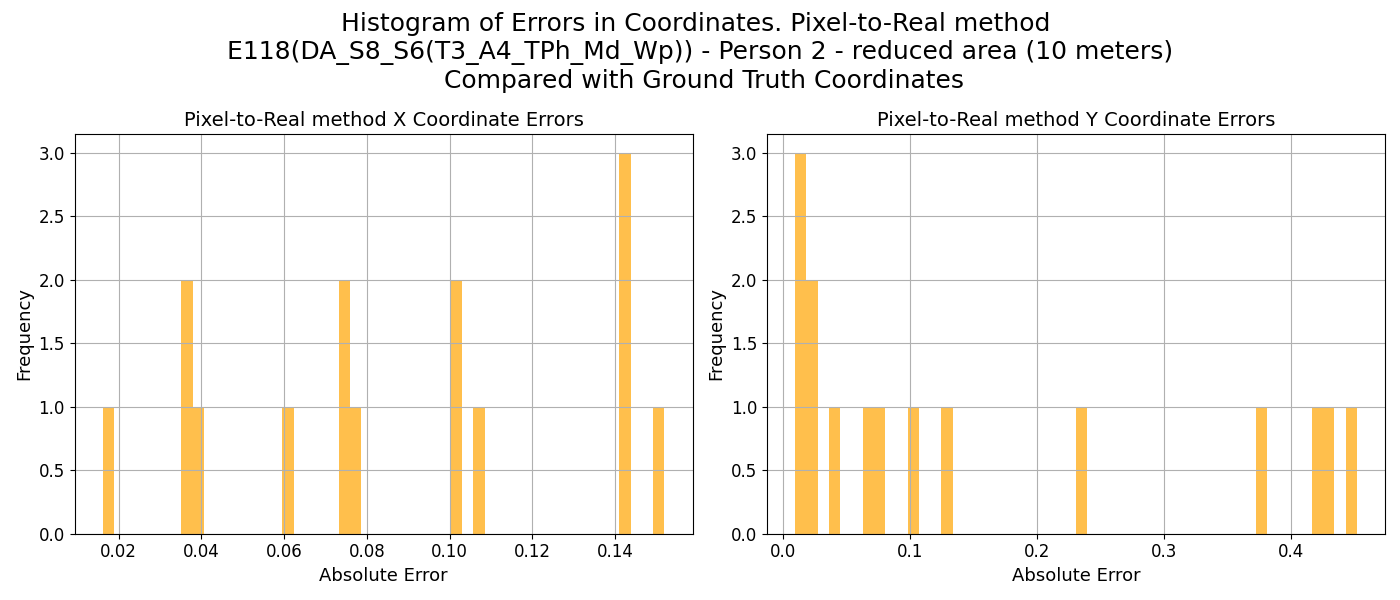 Histogram of Errors in Coordinates. Pixel-to-Real method
E118(DA_S8_S6(T3_A4_TPh_Md_Wp)) - Person 2 - reduced area (10 meters)
Compared with Ground Truth Coordinates
Pixel-to-Real method X Coordinate Errors
3.0
2.5
2.0
1.5
1.0
0.5
0.0
Frequency
0.02 0.04 0.06 0.08 0.10 0.12 0.14
Absolute Error
Pixel-to-Real method Y Coordinate Errors
3.0
2.5
2.0
1.5
1.0
0.5
0.0
Frequency
0.0 0.1 0.2 0.3 0.4
Absolute Error